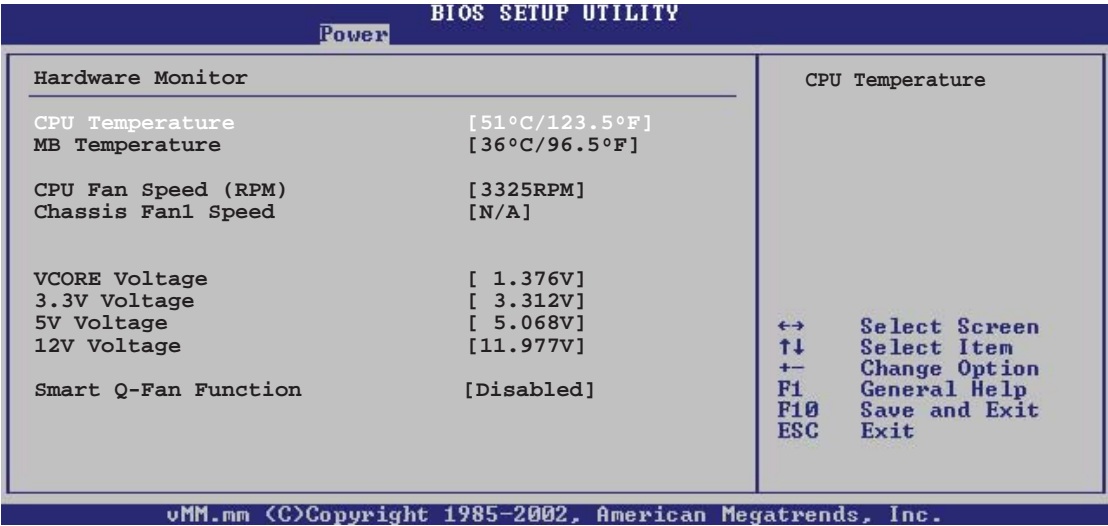 BIOS SETUP UTILITY
Power
Hardware Monitor
CPU Temperature [51°C/123.5°F]
MB Temperature [36°C/96.5°F]
CPU Fan Speed (RPM) [3325RPM]
Chassis Fan1 Speed [N/A]
VCORE Voltage [ 1.376V]
3.3V Voltage [ 3.312V]
5V Voltage [ 5.068V]
12V Voltage [11.977V]
Smart Q-Fan Function [Disabled]
CPU Temperature
←→ Select Screen
↑↓ Select Item
+- Change Option
F1 General Help
F10 Save and Exit
ESC Exit
vMM.mm (C)Copyright 1985-2002, American Megatrends, Inc.